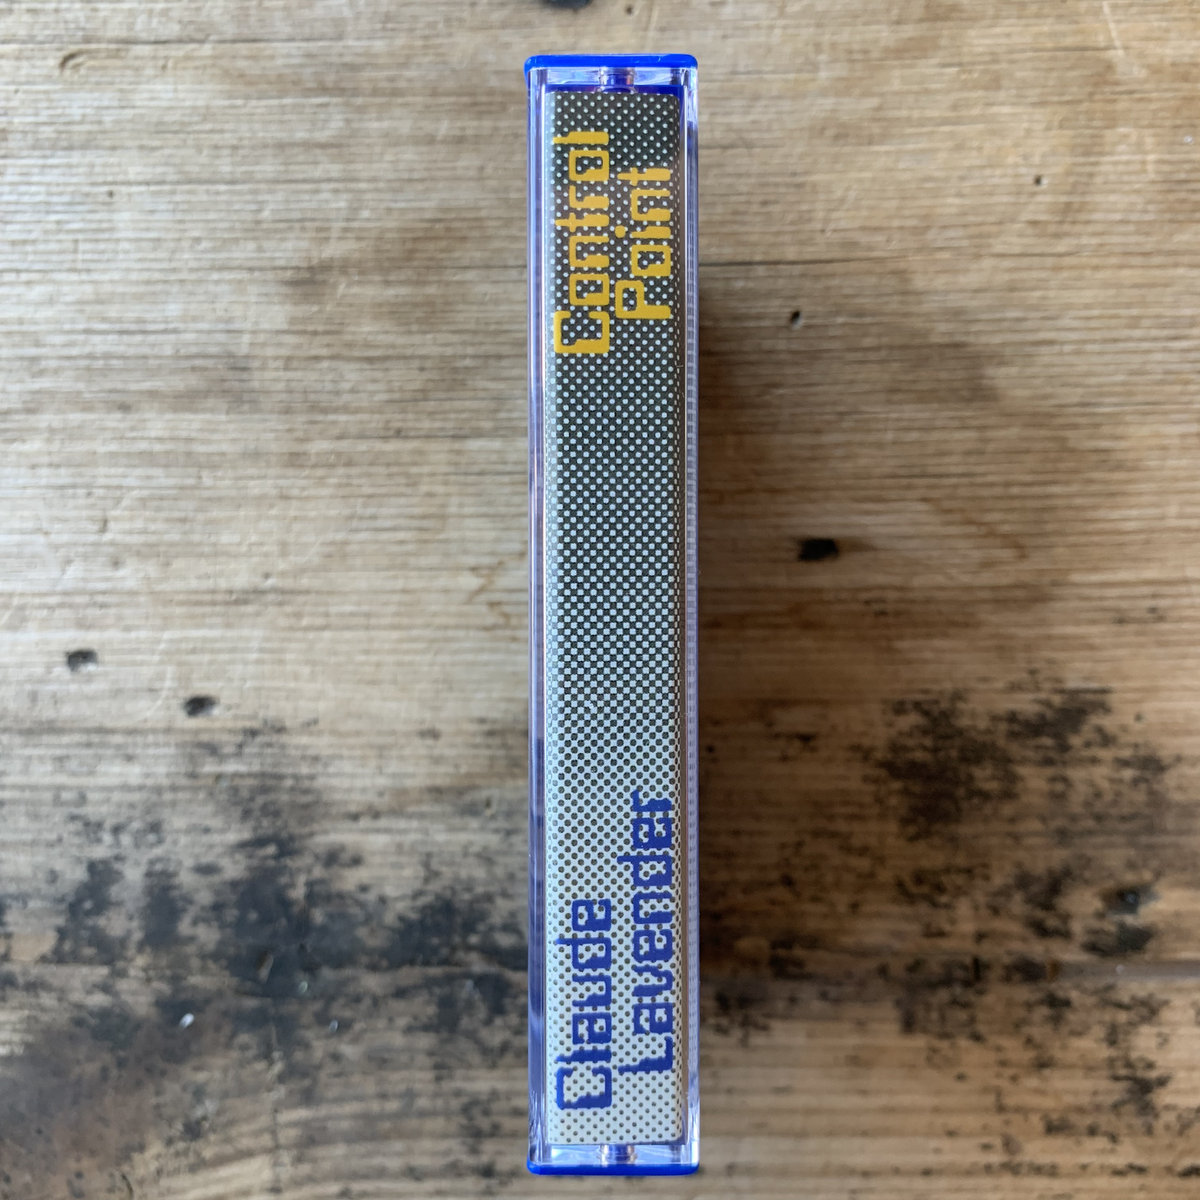 Claude
Lavender
Control
Point